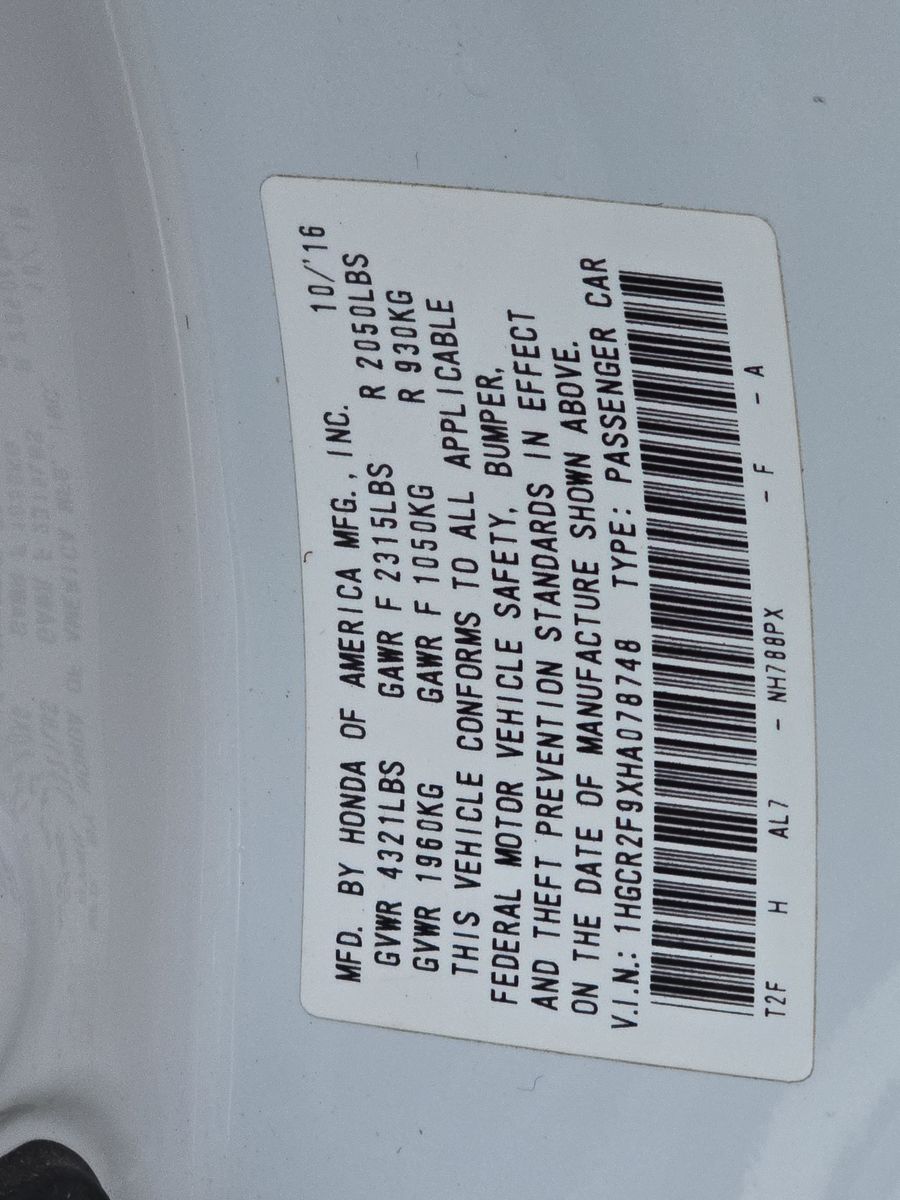 MFD. BY HONDA OF AMERICA MFG., INC. 10/'16
GVWR 4321LBS GAWR F 2315LBS R 2050LBS
GVWR 1960KG GAWR F 1050KG R 930KG
THIS VEHICLE CONFORMS TO ALL APPLICABLE
FEDERAL MOTOR VEHICLE SAFETY, BUMPER,
AND THEFT PREVENTION STANDARDS IN EFFECT
ON THE DATE OF MANUFACTURE SHOWN ABOVE.
V.I.N.: 1HGCR2F9XHA078748 TYPE: PASSENGER CAR
T2F H AL7 - NH788PX - F - A